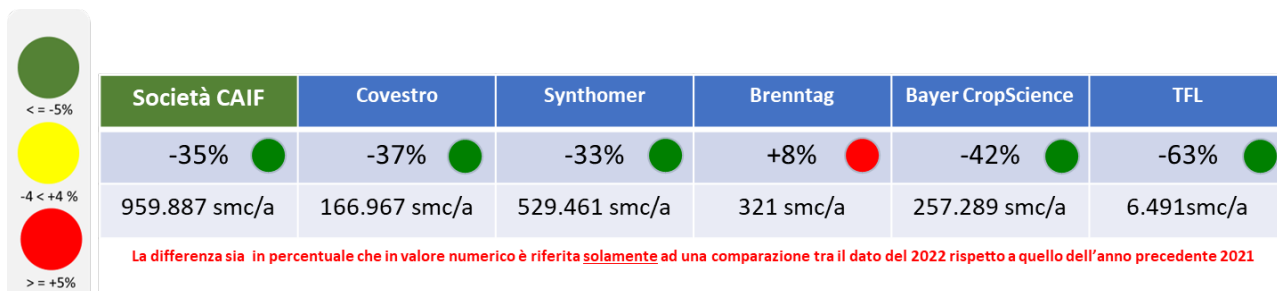 <= -5%
-4 < +4 %
>= +5%
Società CAIF Covestro Synthomer Brenntag Bayer CropScience TFL
-35% -37% -33% +8% -42% -63%
959.887 smc/a 166.967 smc/a 529.461 smc/a 321 smc/a 257.289 smc/a 6.491smc/a
La differenza sia in percentuale che in valore numerico è riferita solamente ad una comparazione tra il dato del 2022 rispetto a quello dell'anno precedente 2021